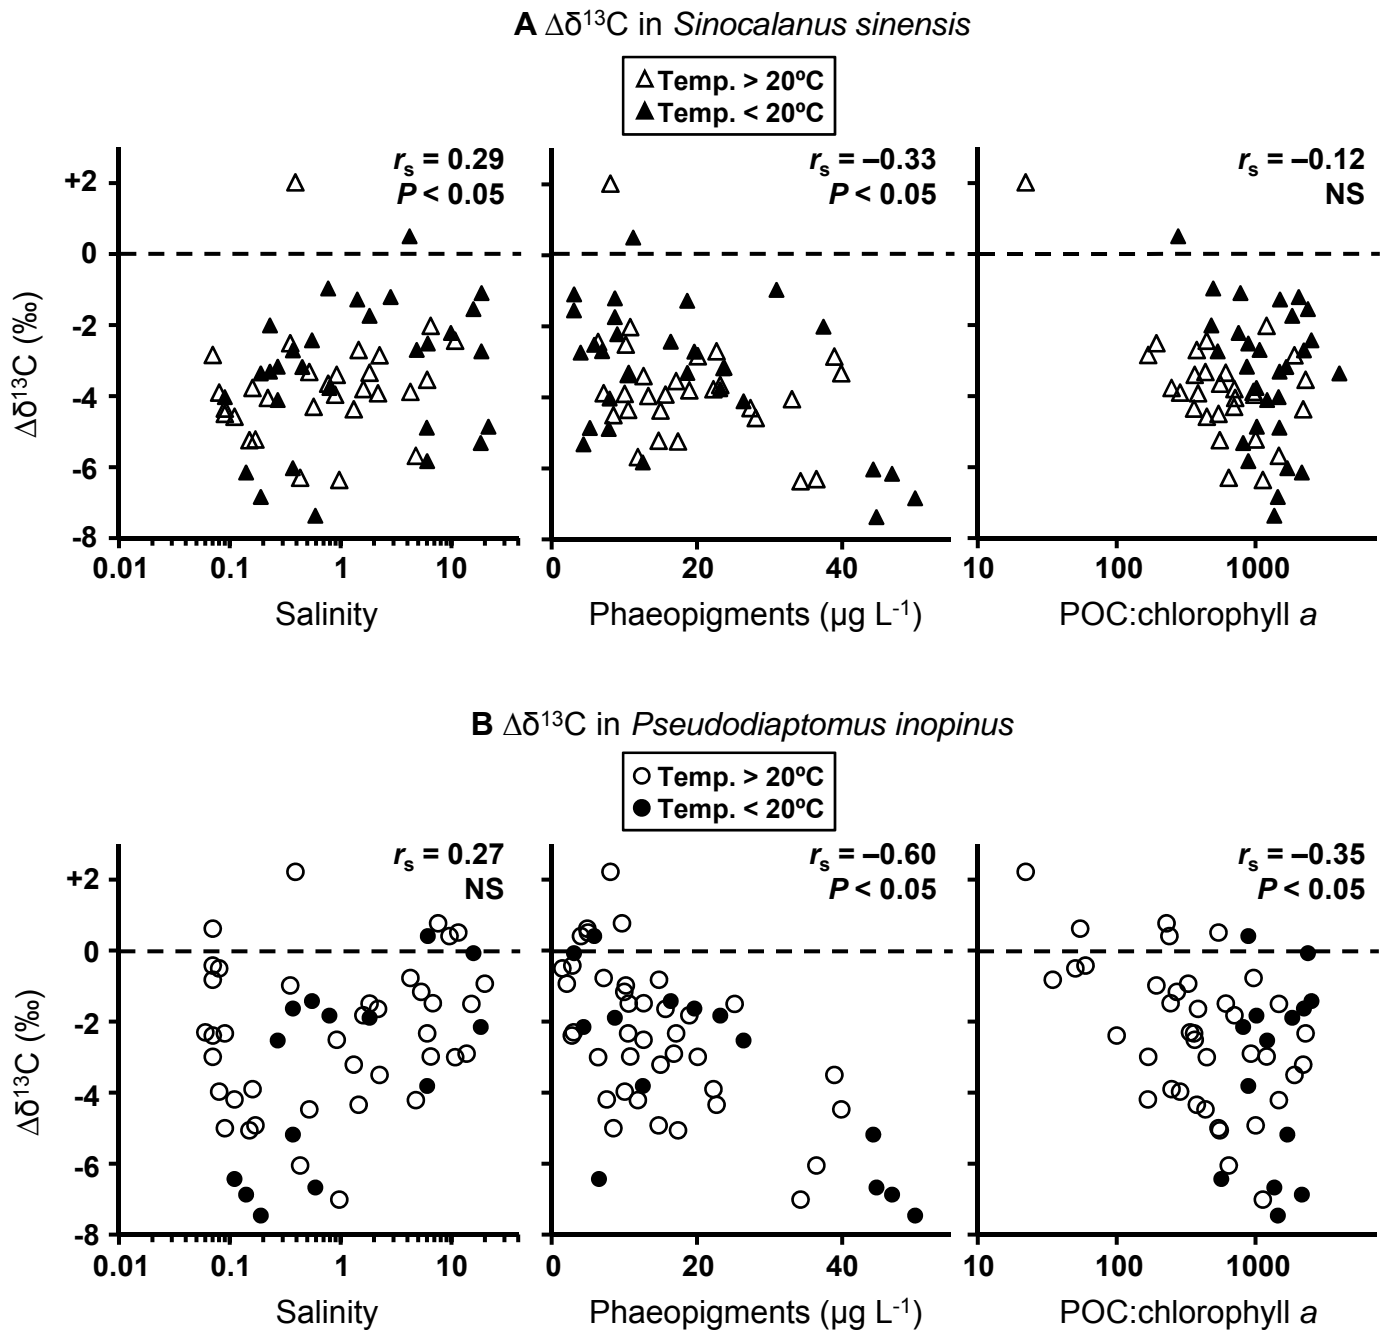 A Δδ¹³C in Sinocalanus sinensis
Temp. > 20ºC
Temp. < 20ºC
rs = 0.29
P < 0.05
rs = –0.33
P < 0.05
rs = –0.12
NS
+2
0
-2
-4
-6
-8
Δδ¹³C (‰)
0.01 0.1 1 10
0 20 40
10 100 1000
Salinity
Phaeopigments (µg L⁻¹)
POC:chlorophyll a
B Δδ¹³C in Pseudodiaptomus inopinus
Temp. > 20ºC
Temp. < 20ºC
rs = 0.27
NS
rs = –0.60
P < 0.05
rs = –0.35
P < 0.05
+2
0
-2
-4
-6
-8
Δδ¹³C (‰)
0.01 0.1 1 10
0 20 40
10 100 1000
Salinity
Phaeopigments (µg L⁻¹)
POC:chlorophyll a